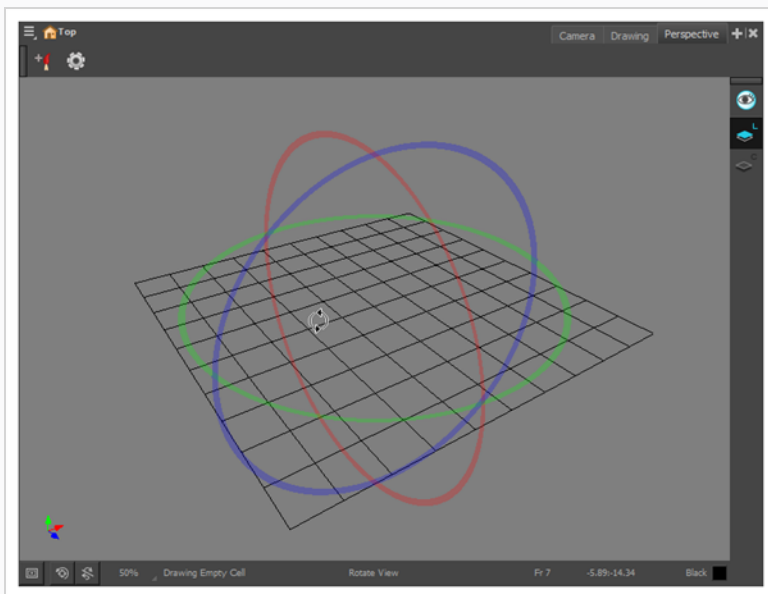 Top
Camera Drawing Perspective
L
50% Drawing Empty Cell Rotate View Fr 7 -5.89:-14.34 Black